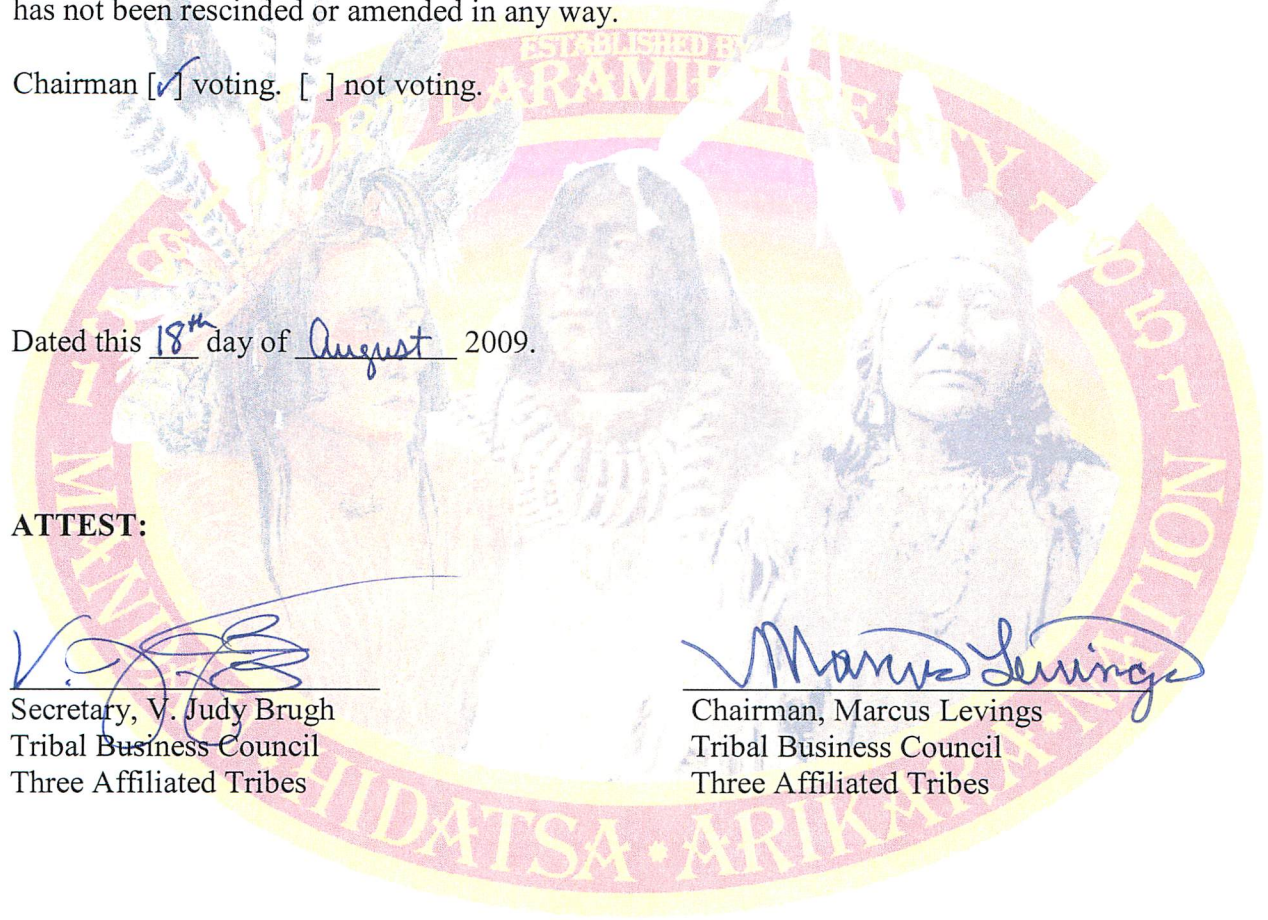 has not been rescinded or amended in any way.
Chairman [✓] voting. [ ] not voting.
Dated this 18th day of August 2009.
ATTEST:
V. J
Marcus Levings
Secretary, V. Judy Brugh
Tribal Business Council
Three Affiliated Tribes
Chairman, Marcus Levings
Tribal Business Council
Three Affiliated Tribes
ESTABLISHED BY
FORT LARAMIE TREATY 1851
MANDAN • HIDATSA • ARIKARA • NATION